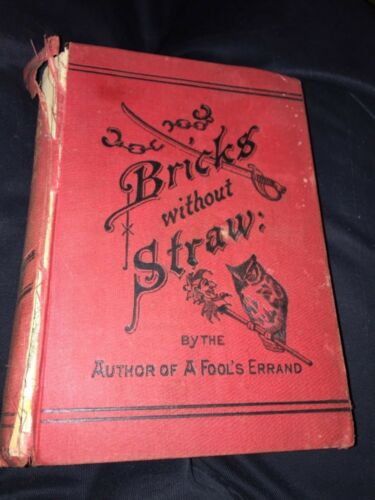 Bricks
without
Straw:
BY THE
AUTHOR OF A FOOL'S ERRAND